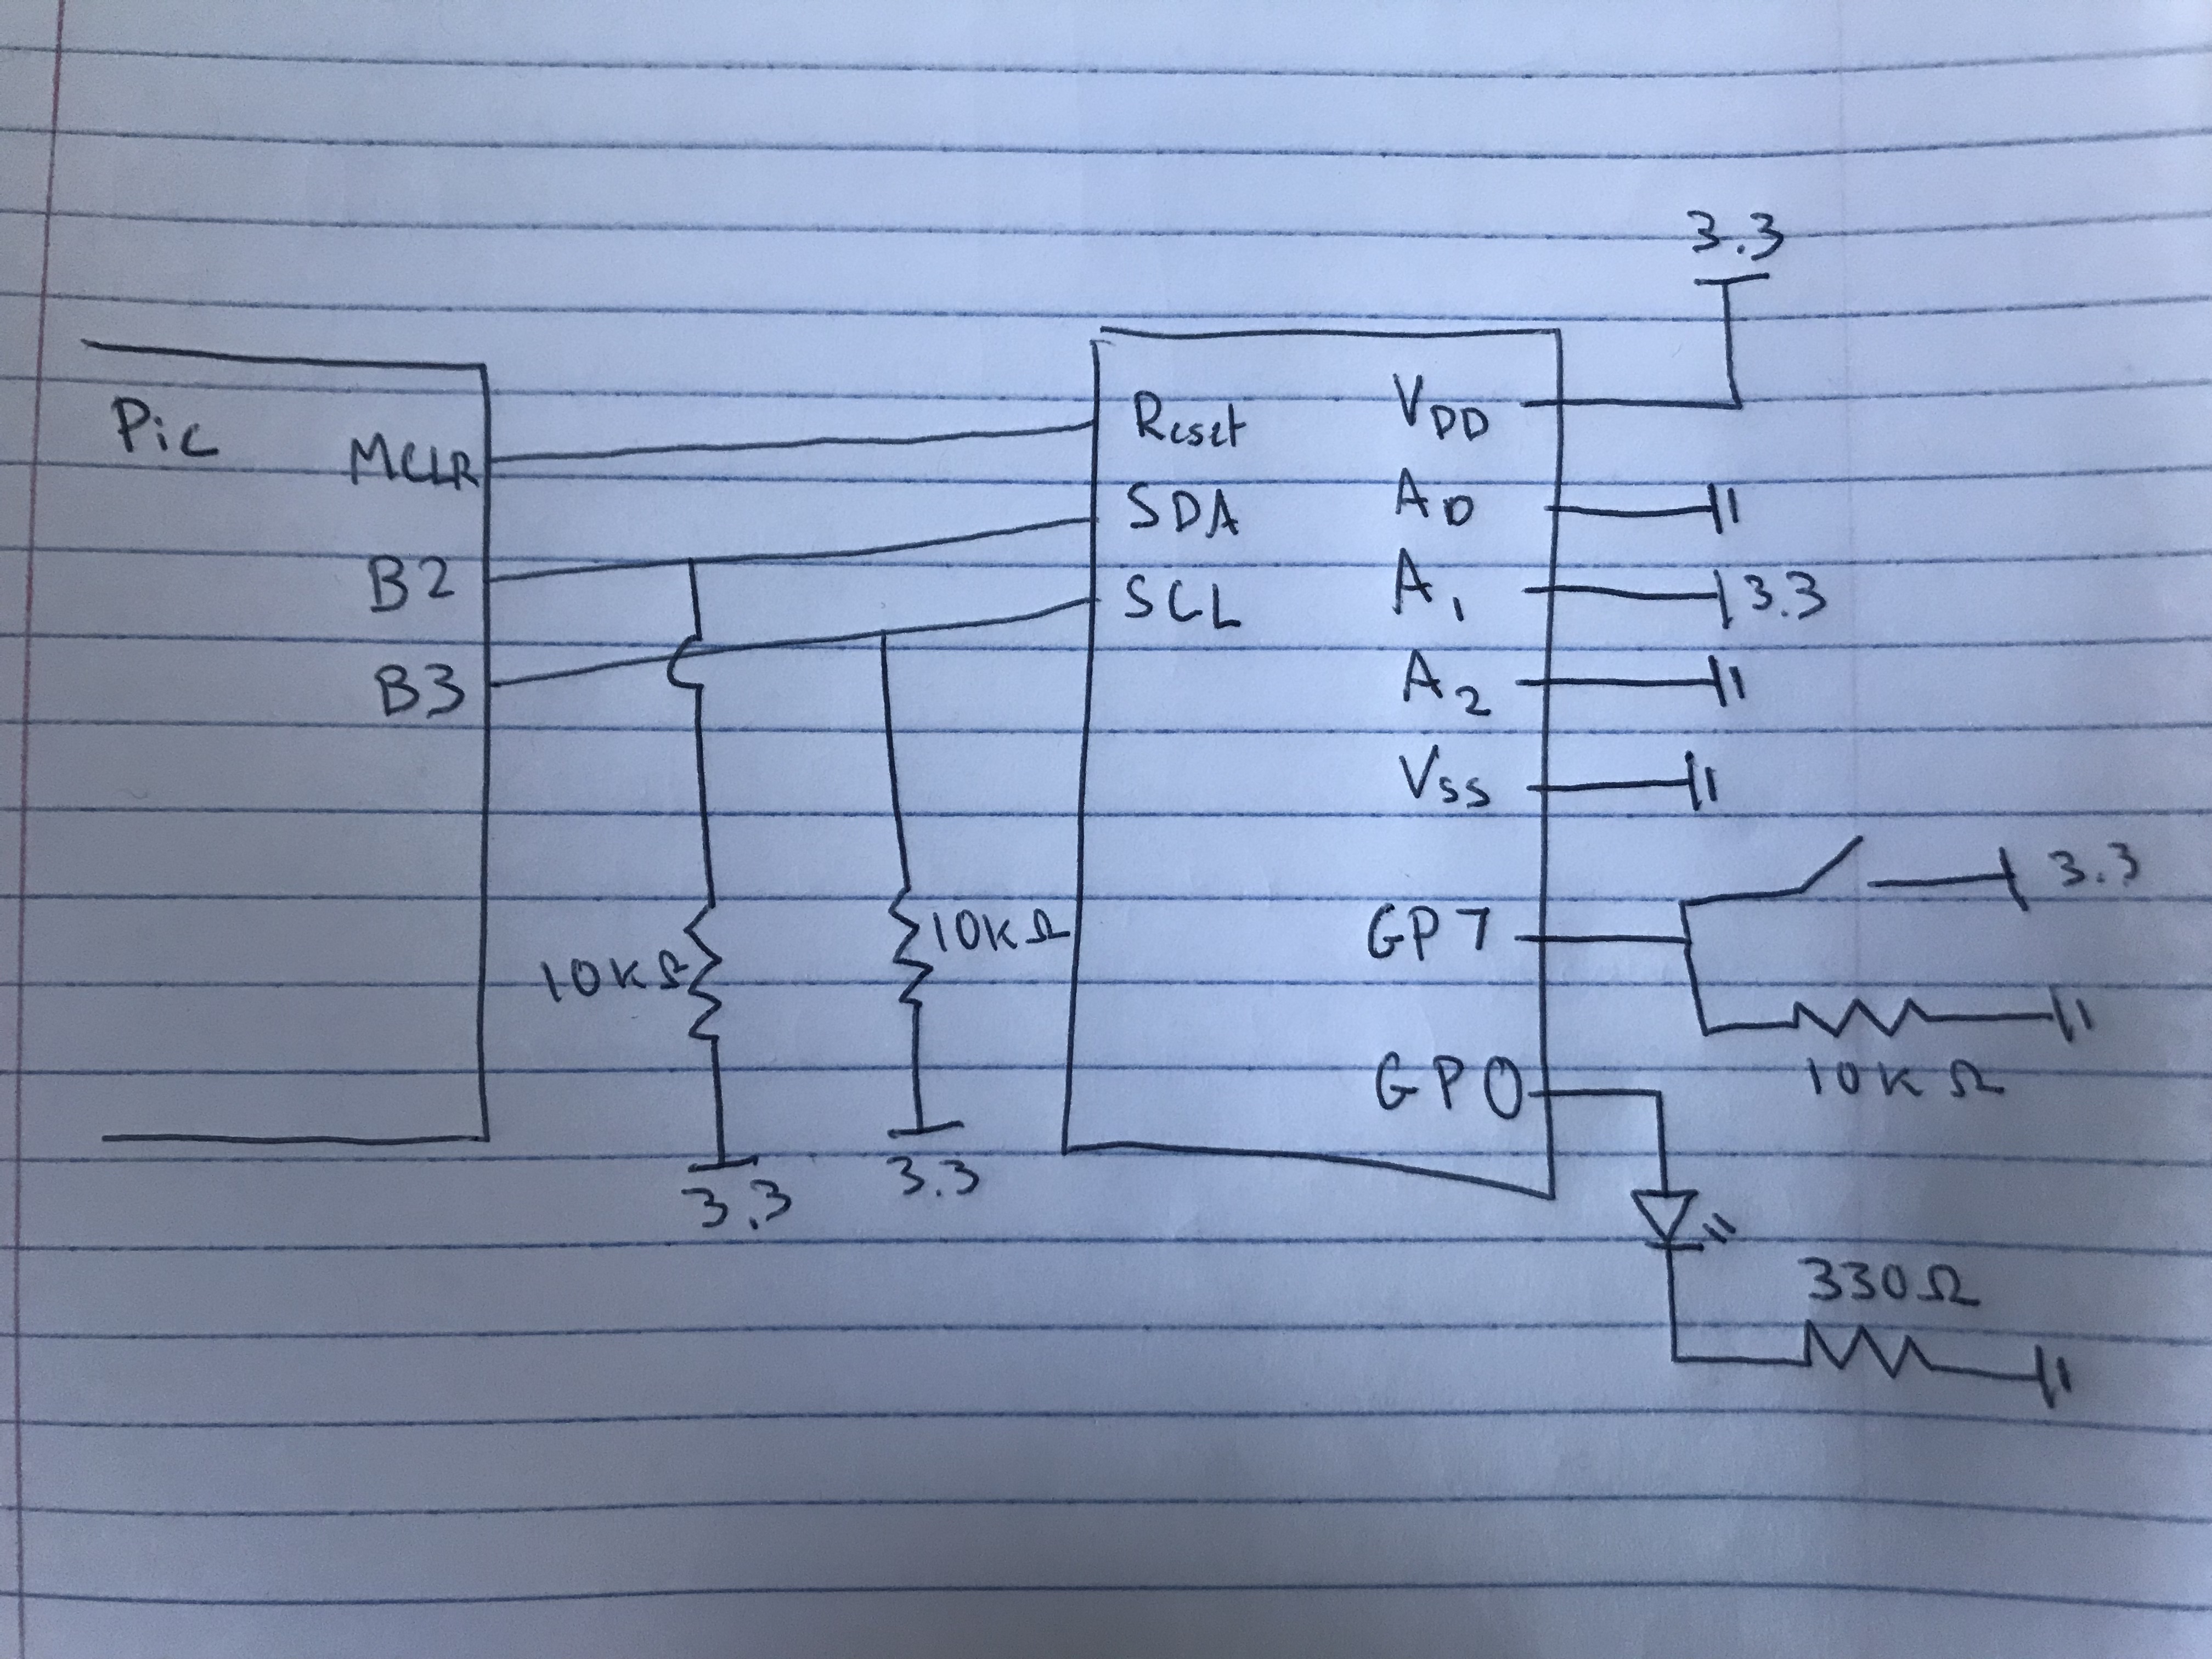 Pic
MCLR
B2
B3
10KΩ
3.3
10KΩ
3.3
Reset
SDA
SCL
VDD
A0
A1
A2
Vss
GP7
GP0
3.3
3.3
3.3
10KΩ
330Ω